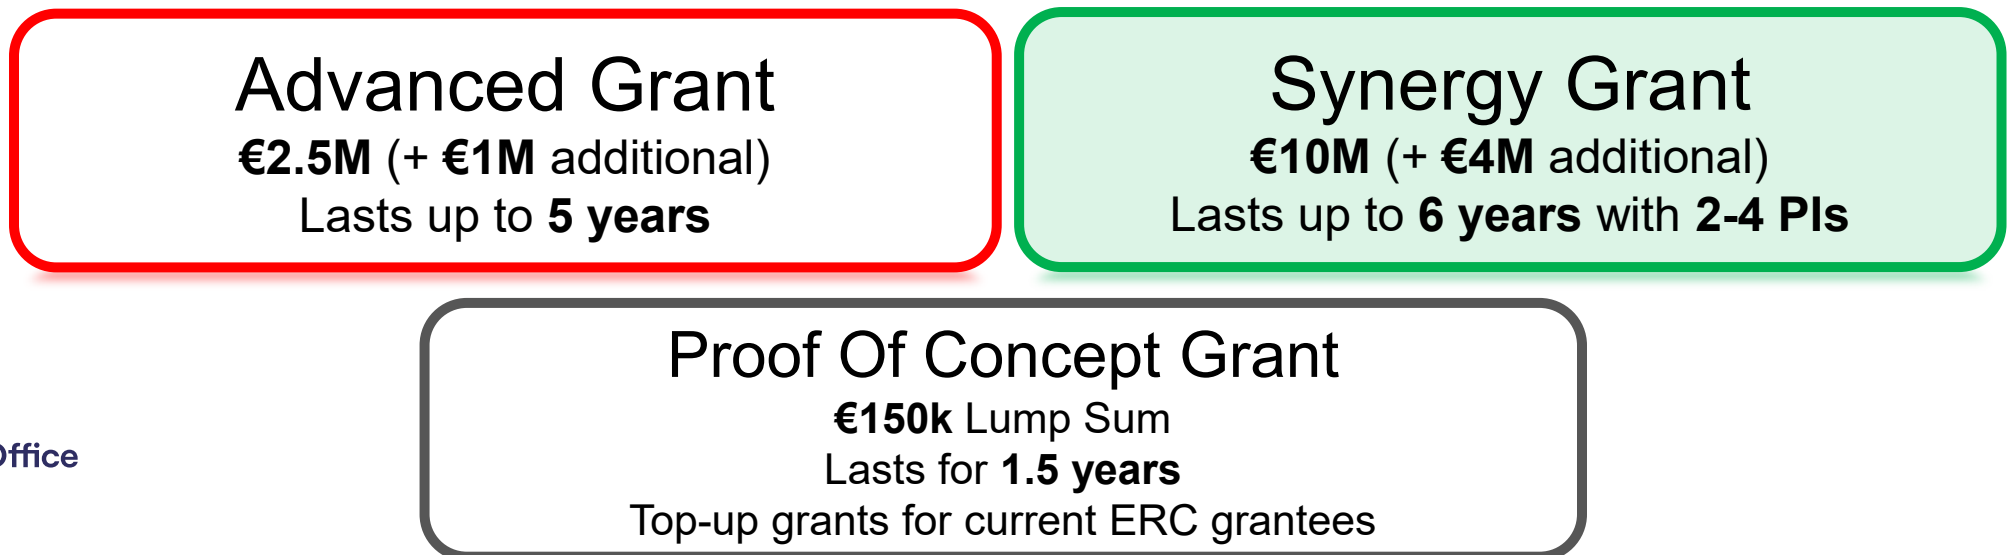 Advanced Grant
€2.5M (+ €1M additional)
Lasts up to 5 years
Synergy Grant
€10M (+ €4M additional)
Lasts up to 6 years with 2-4 PIs
Proof Of Concept Grant
€150k Lump Sum
Lasts for 1.5 years
Top-up grants for current ERC grantees
Office